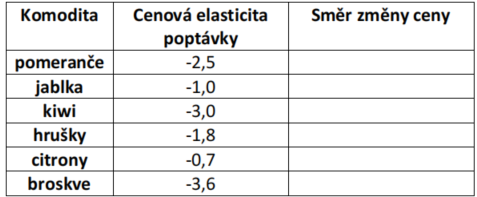 Komodita Cenová elasticita poptávky Směr změny ceny
pomeranče -2,5
jablka -1,0
kiwi -3,0
hrušky -1,8
citrony -0,7
broskve -3,6